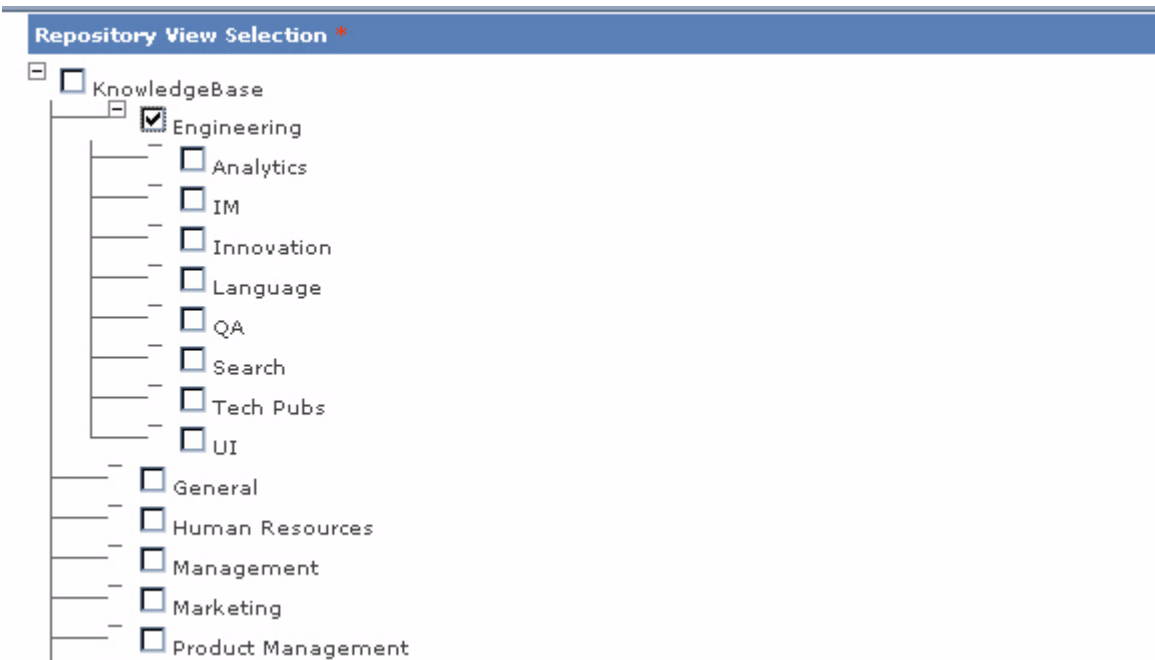 Repository View Selection *
KnowledgeBase
Engineering
Analytics
IM
Innovation
Language
QA
Search
Tech Pubs
UI
General
Human Resources
Management
Marketing
Product Management